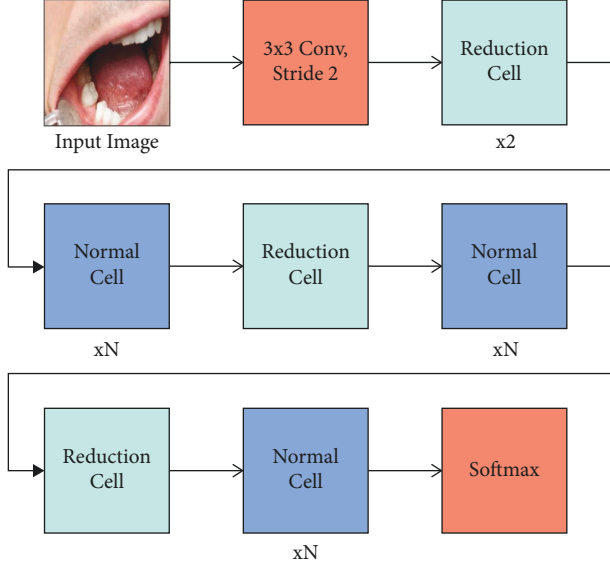 3x3 Conv,
Stride 2
Reduction
Cell
Input Image
x2
Normal
Cell
Reduction
Cell
Normal
Cell
xN
xN
Reduction
Cell
Normal
Cell
Softmax
xN